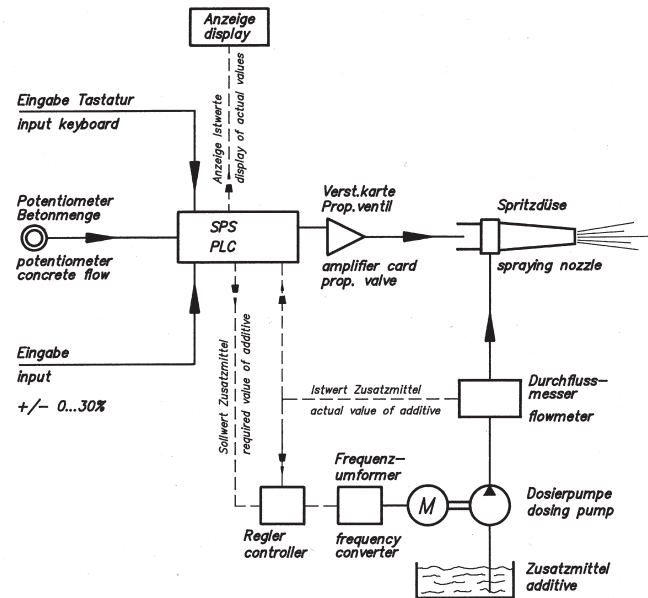 Anzeige
display
Eingabe Tastatur
input keyboard
Anzeige Istwerte
display of actual values
Potentiometer
Betonmenge
potentiometer
concrete flow
SPS
PLC
Verst.karte
Prop.ventil
amplifier card
prop. valve
Spritzdüse
spraying nozzle
Eingabe
input
+/- 0...30%
Sollwert Zusatzmittel
required value of additive
Istwert Zusatzmittel
actual value of additive
Durchfluss-
messer
flowmeter
Frequenz-
umformer
M
Dosierpumpe
dosing pump
Regler
controller
frequency
converter
Zusatzmittel
additive